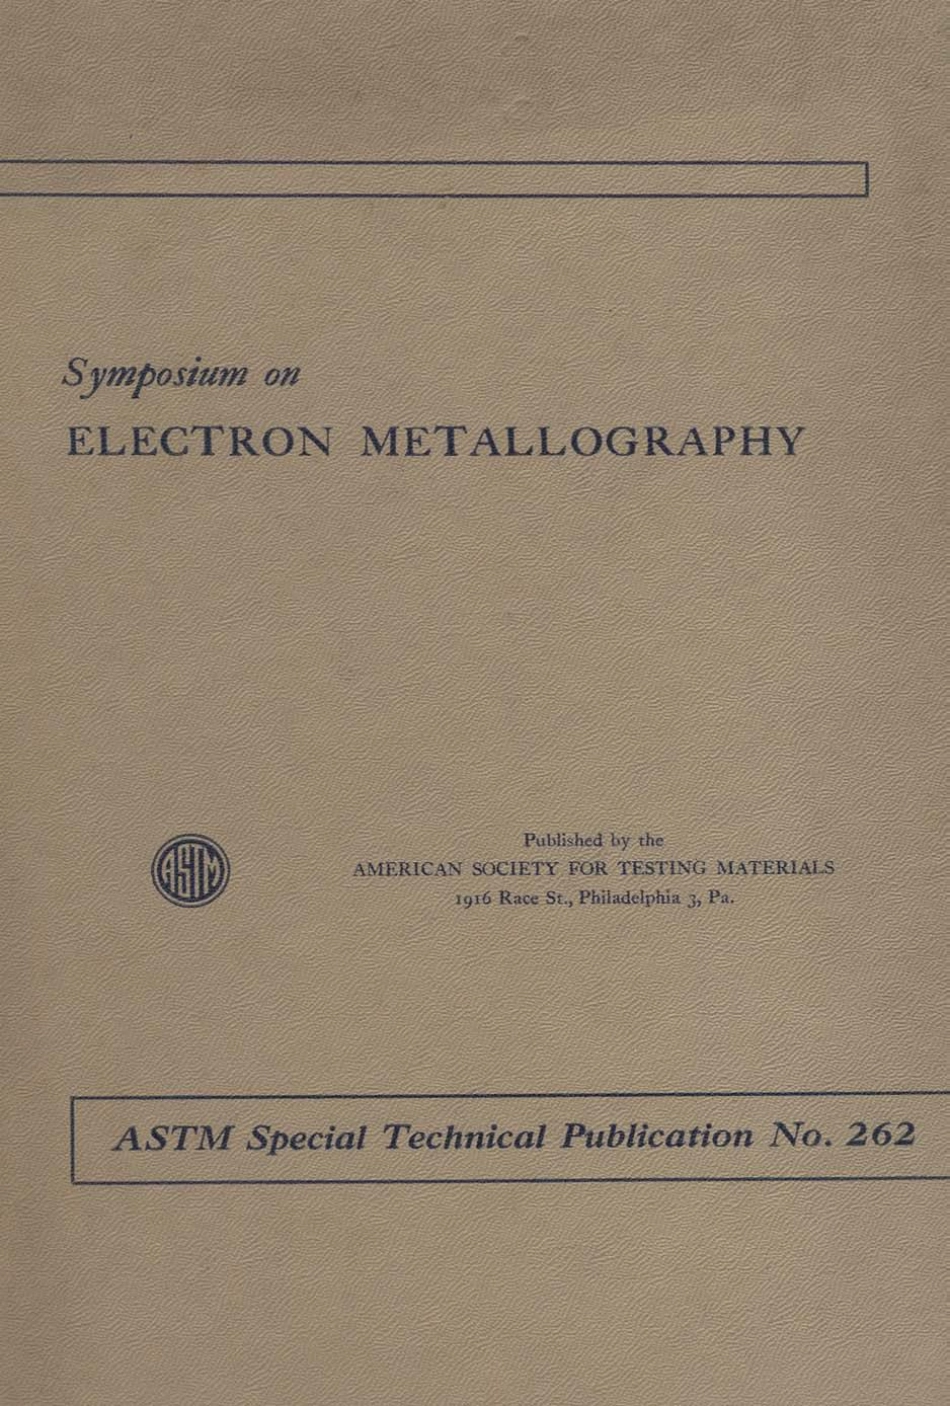 Symposium on
ELECTRON METALLOGRAPHY
ASTM
Published by the
AMERICAN SOCIETY FOR TESTING MATERIALS
1916 Race St., Philadelphia 3, Pa.
ASTM Special Technical Publication No. 262